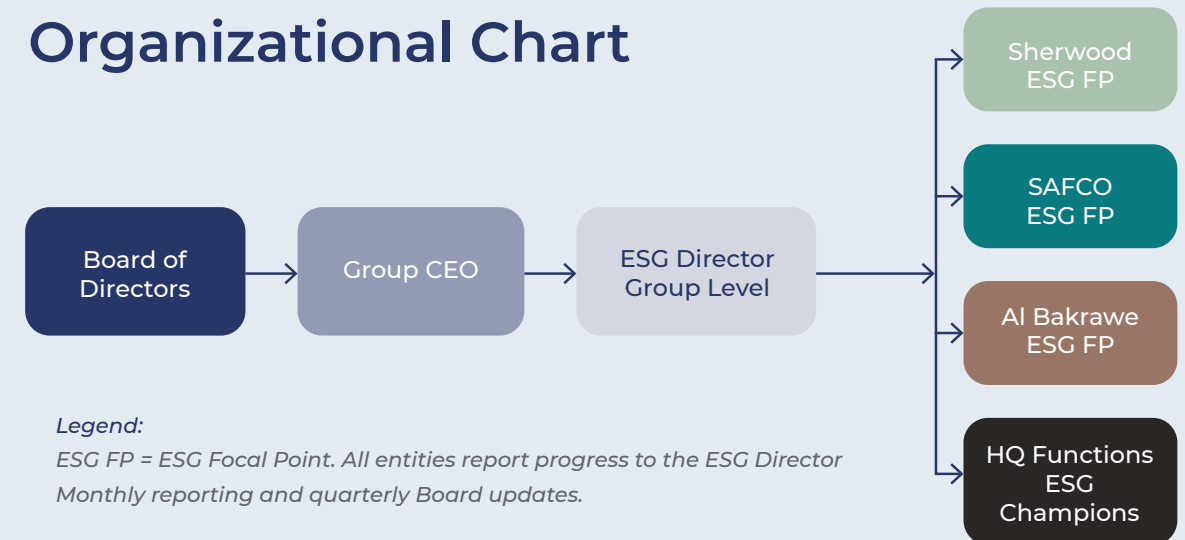 Organizational Chart
Board of
Directors
Group CEO
ESG Director
Group Level
Sherwood
ESG FP
SAFCO
ESG FP
Al Bakrawe
ESG FP
HQ Functions
ESG
Champions
Legend:
ESG FP = ESG Focal Point. All entities report progress to the ESG Director
Monthly reporting and quarterly Board updates.